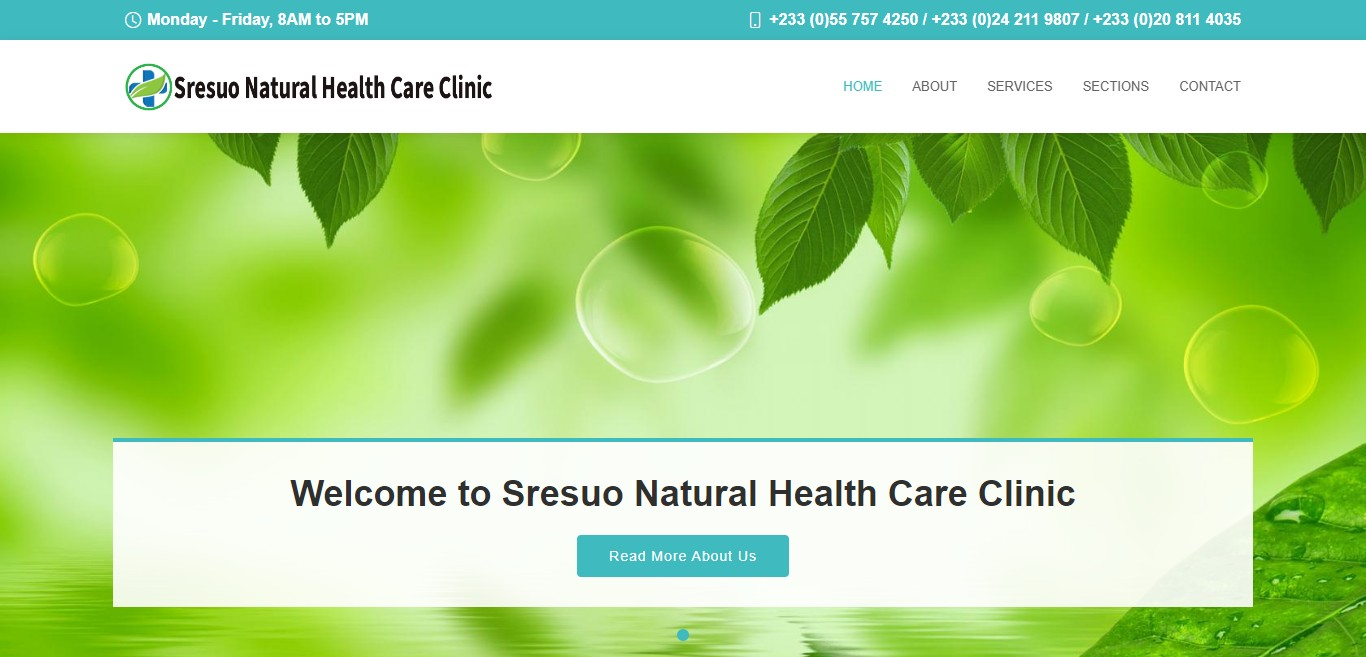 Monday - Friday, 8AM to 5PM
+233 (0)55 757 4250 / +233 (0)24 211 9807 / +233 (0)20 811 4035
Sresuo Natural Health Care Clinic
HOME ABOUT SERVICES SECTIONS CONTACT
Welcome to Sresuo Natural Health Care Clinic
Read More About Us